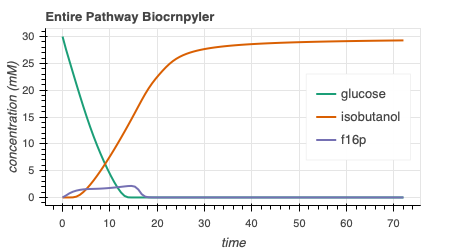 Entire Pathway Biocrnpyler
concentration (mM)
30
25
20
15
10
5
0
glucose
isobutanol
f16p
0 10 20 30 40 50 60 70
time